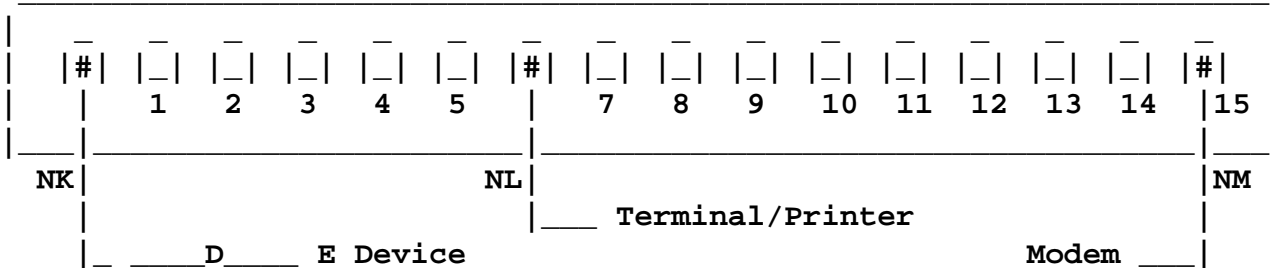 # # #
1 2 3 4 5 7 8 9 10 11 12 13 14 15
NK NL NM
Terminal/Printer
D E Device Modem